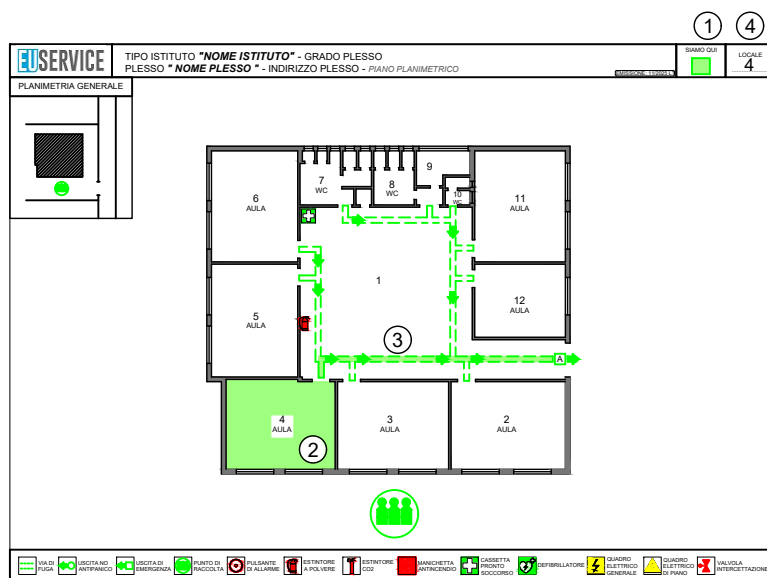 1 4
EUSERVICE
TIPO ISTITUTO "NOME ISTITUTO" - GRADO PLESSO
PLESSO " NOME PLESSO " - INDIRIZZO PLESSO - PIANO PLANIMETRICO
EMISSIONE: 11/2023 L.
SIAMO QUI
LOCALE
4
PLANIMETRIA GENERALE
6
AULA
7
WC
8
WC
9
10
WC
11
AULA
5
AULA
1
12
AULA
3
A
4
AULA
2
3
AULA
2
AULA
VIA DI
FUGA
USCITA NO
ANTIPANICO
USCITA DI
EMERGENZA
PUNTO DI
RACCOLTA
PULSANTE
DI ALLARME
ESTINTORE
A POLVERE
ESTINTORE
CO2
MANICHETTA
ANTINCENDIO
CASSETTA
PRONTO
SOCCORSO
DEFIBRILLATORE
QUADRO
ELETTRICO
GENERALE
QUADRO
ELETTRICO
DI PIANO
VALVOLA
INTERCETTAZIONE